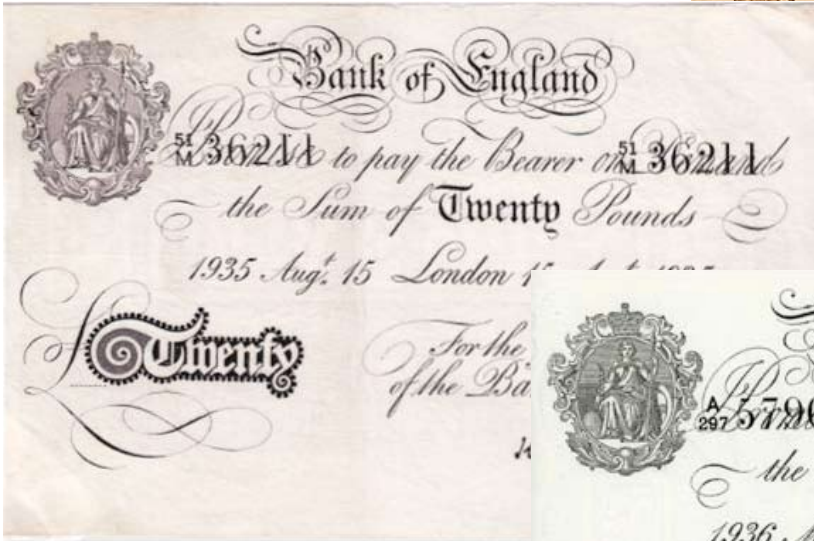 Bank of England
51
M 36211 to pay the Bearer on 51
M 36211
the Sum of Twenty Pounds
1935 Augt. 15 London
£Twenty
For the
of the
A
297
the
1936